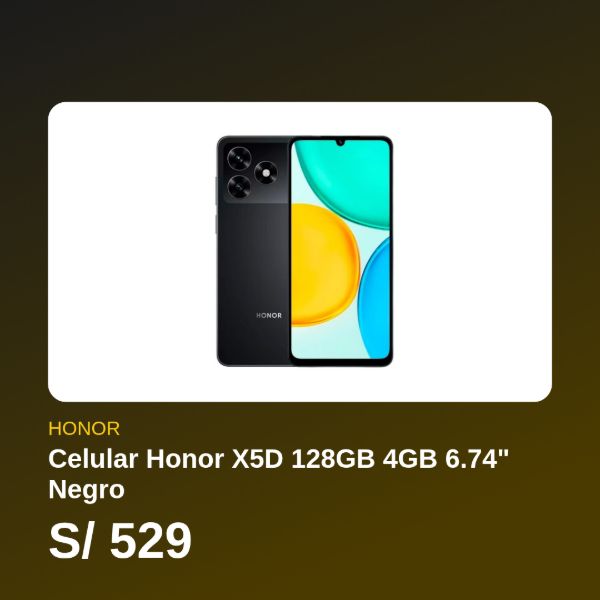 HONOR
HONOR
Celular Honor X5D 128GB 4GB 6.74"
Negro
S/ 529